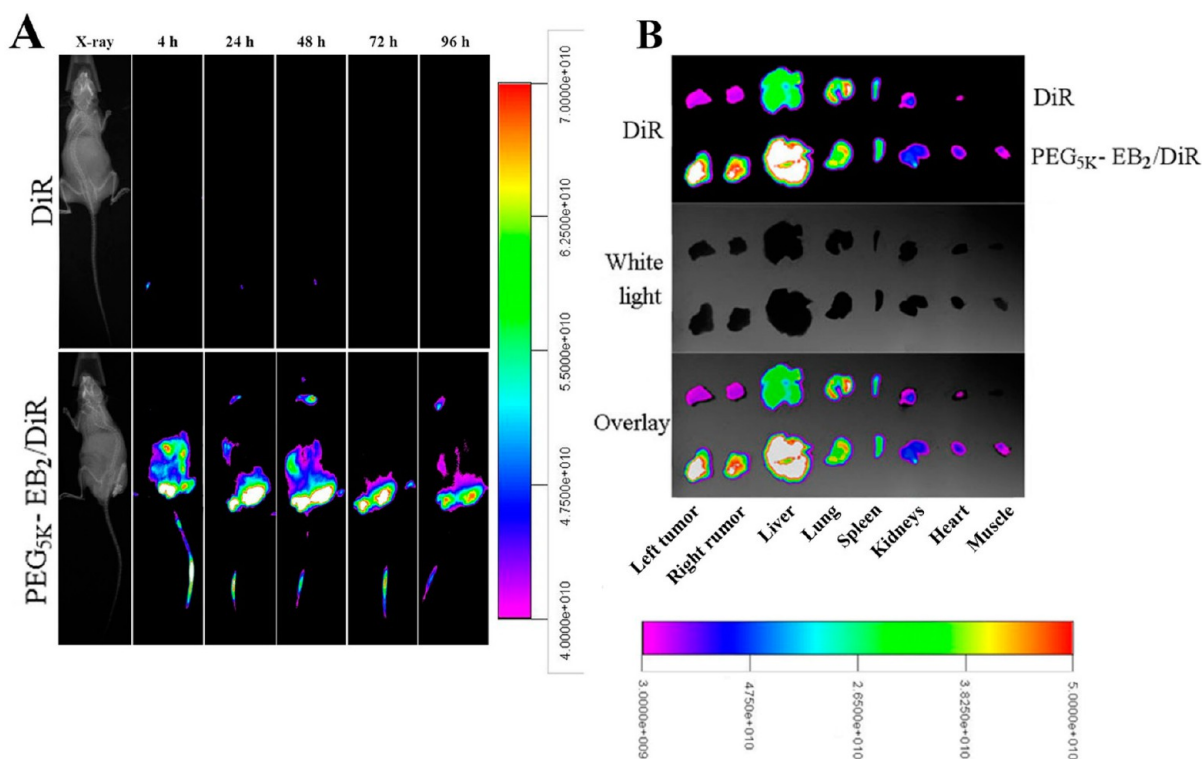 A
X-ray 4 h 24 h 48 h 72 h 96 h
DiR
PEG5K- EB2/DiR
7.0000e+010
6.2500e+010
5.5000e+010
4.7500e+010
4.0000e+010
B
DiR
DiR
PEG5K- EB2/DiR
White
light
Overlay
Left tumor
Right rumor
Liver
Lung
Spleen
Kidneys
Heart
Muscle
3.0000e+009
4750e+010
2.6500e+010
3.8250e+010
5.0000e+010